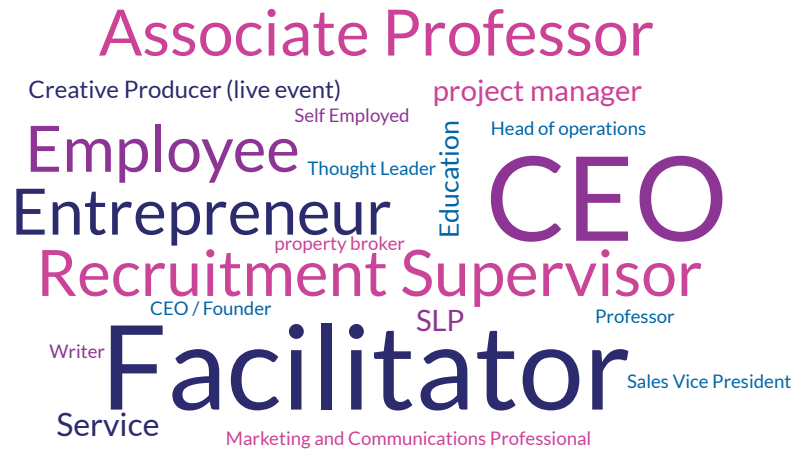 Associate Professor
Creative Producer (live event)
project manager
Self Employed
Head of operations
Employee
Thought Leader
Education
CEO
Entrepreneur
property broker
Recruitment Supervisor
CEO / Founder
SLP
Professor
Writer
Facilitator
Sales Vice President
Service
Marketing and Communications Professional